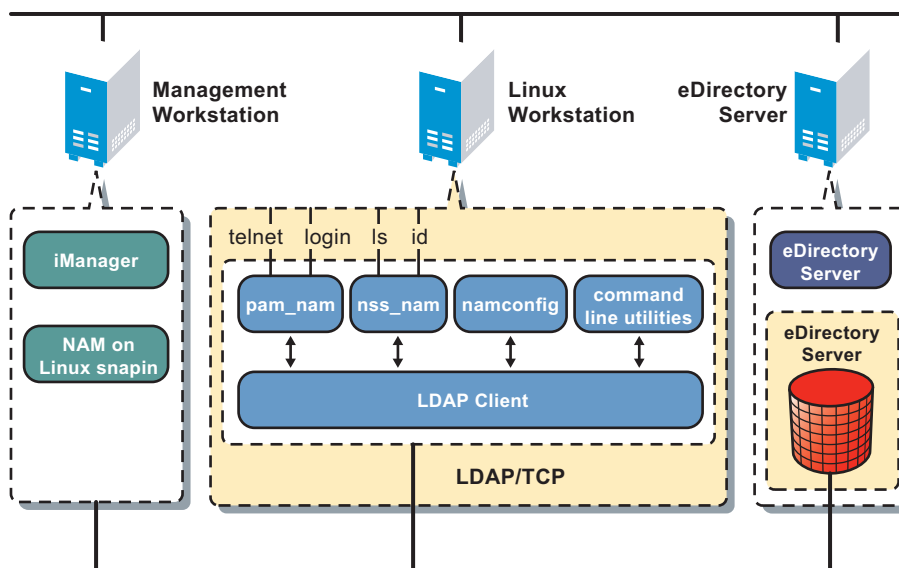 Management
Workstation
Linux
Workstation
eDirectory
Server
telnet
login
ls
id
iManager
NAM on
Linux snapin
pam_nam
nss_nam
namconfig
command
line utilities
LDAP Client
LDAP/TCP
eDirectory
Server
eDirectory
Server